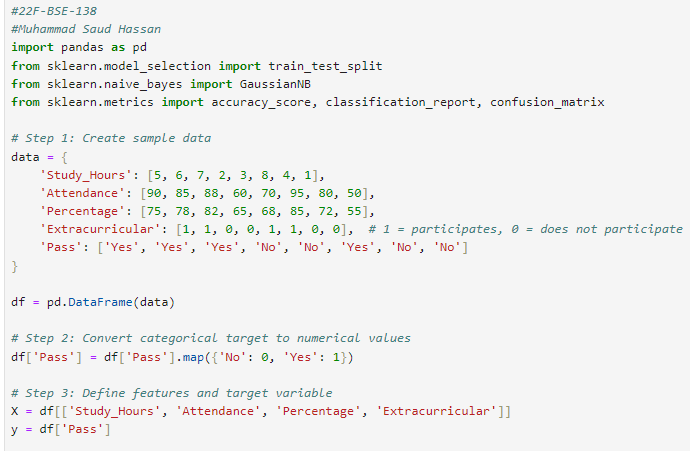 #22F-BSE-138
#Muhammad Saud Hassan
import pandas as pd
from sklearn.model_selection import train_test_split
from sklearn.naive_bayes import GaussianNB
from sklearn.metrics import accuracy_score, classification_report, confusion_matrix

# Step 1: Create sample data
data = {
    'Study_Hours': [5, 6, 7, 2, 3, 8, 4, 1],
    'Attendance': [90, 85, 88, 60, 70, 95, 80, 50],
    'Percentage': [75, 78, 82, 65, 68, 85, 72, 55],
    'Extracurricular': [1, 1, 0, 0, 1, 1, 0, 0],  # 1 = participates, 0 = does not participate
    'Pass': ['Yes', 'Yes', 'Yes', 'No', 'No', 'Yes', 'No', 'No']
}

df = pd.DataFrame(data)

# Step 2: Convert categorical target to numerical values
df['Pass'] = df['Pass'].map({'No': 0, 'Yes': 1})

# Step 3: Define features and target variable
X = df[['Study_Hours', 'Attendance', 'Percentage', 'Extracurricular']]
y = df['Pass']